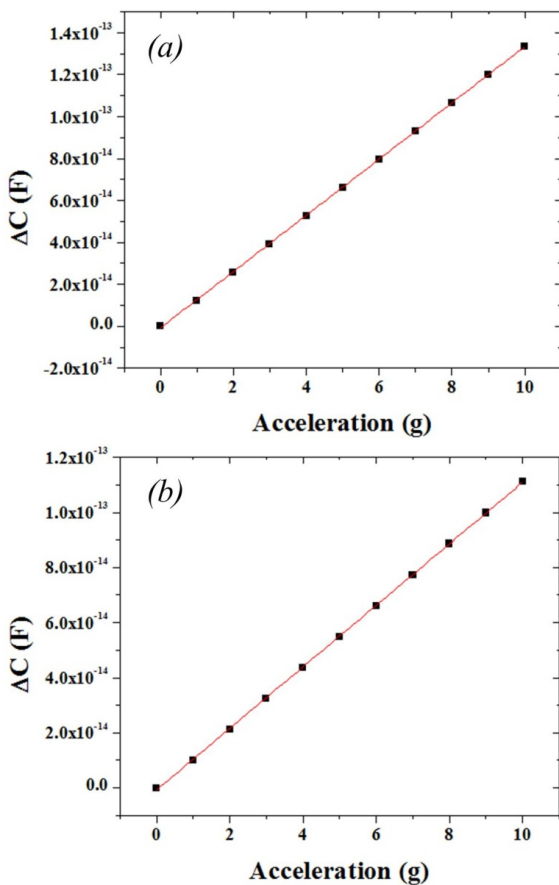 (a)
ΔC (F)
1.4x10⁻¹³
1.2x10⁻¹³
1.0x10⁻¹³
8.0x10⁻¹⁴
6.0x10⁻¹⁴
4.0x10⁻¹⁴
2.0x10⁻¹⁴
0.0
-2.0x10⁻¹⁴
0 2 4 6 8 10
Acceleration (g)
(b)
ΔC (F)
1.2x10⁻¹³
1.0x10⁻¹³
8.0x10⁻¹⁴
6.0x10⁻¹⁴
4.0x10⁻¹⁴
2.0x10⁻¹⁴
0.0
0 2 4 6 8 10
Acceleration (g)